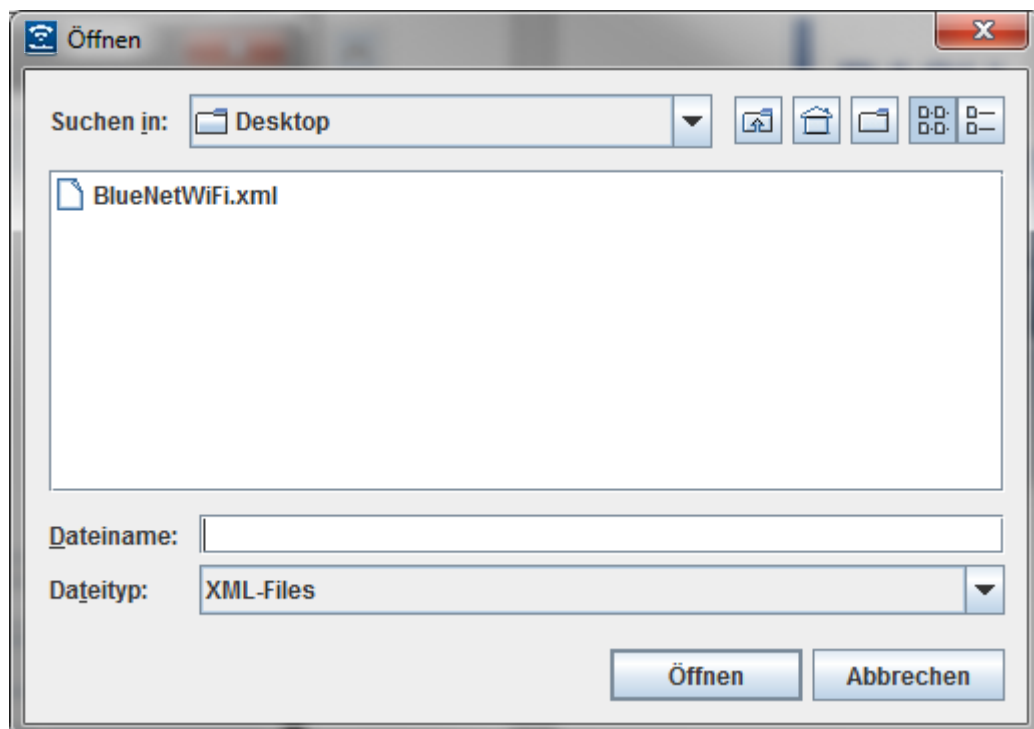 Öffnen
Suchen in: Desktop
BlueNetWiFi.xml
Dateiname:
Dateityp: XML-Files
Öffnen Abbrechen